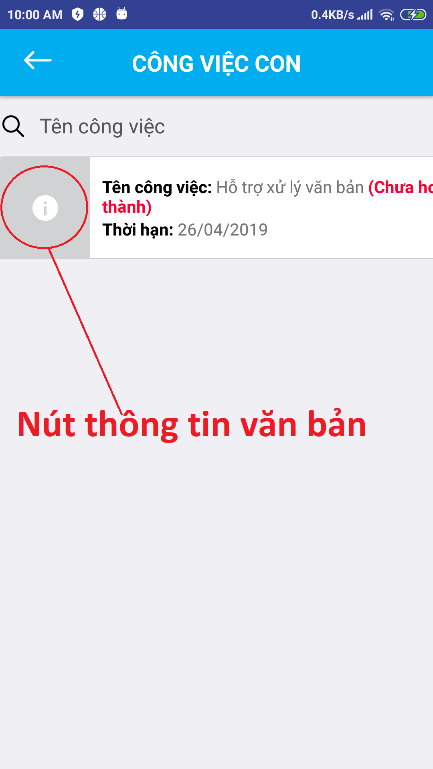 10:00 AM 0.4KB/s
CÔNG VIỆC CON
Tên công việc
Tên công việc: Hỗ trợ xử lý văn bản (Chưa ho
thành)
Thời hạn: 26/04/2019
Nút thông tin văn bản